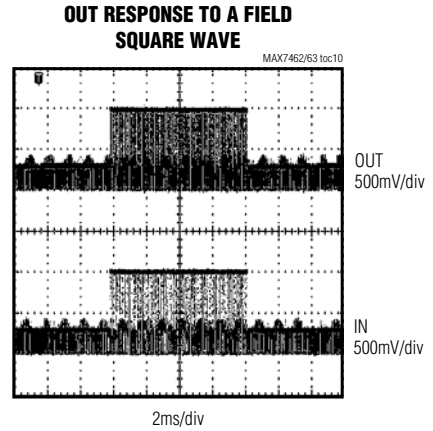 OUT RESPONSE TO A FIELD
SQUARE WAVE
MAX7462/63 toc10
OUT
500mV/div
IN
500mV/div
2ms/div